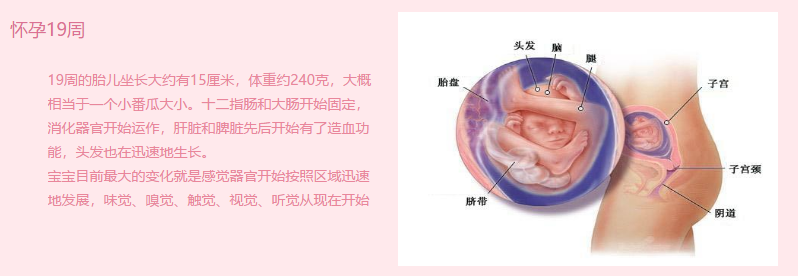 怀孕19周
19周的胎儿坐长大约有15厘米，体重约240克，大概
相当于一个小番瓜大小。十二指肠和大肠开始固定，
消化器官开始运作，肝脏和脾脏先后开始有了造血功
能，头发也在迅速地生长。
宝宝目前最大的变化就是感觉器官开始按照区域迅速
地发展，味觉、嗅觉、触觉、视觉、听觉从现在开始
头发
脑
腿
胎盘
子宫
子宫颈
脐带
阴道